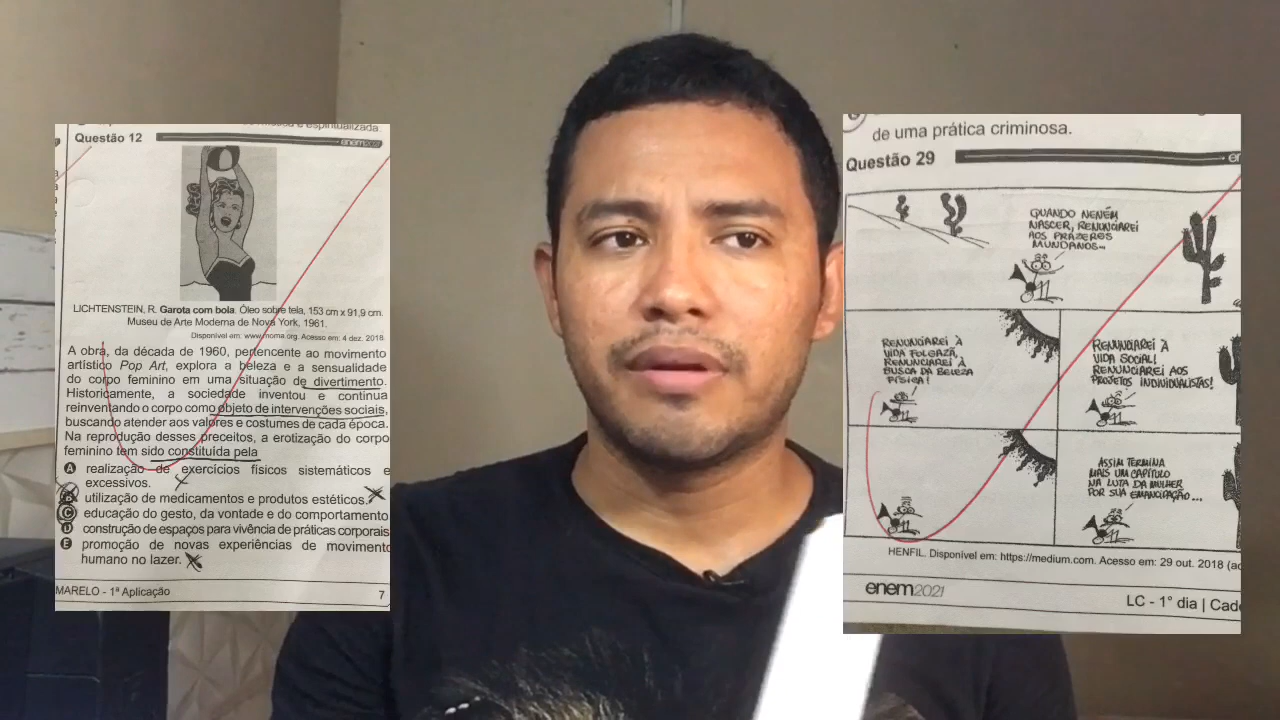 Questão 12
enem2021
LICHTENSTEIN, R. Garota com bola. Óleo sobre tela, 153 cm x 91,9 cm.
Museu de Arte Moderna de Nova York, 1961.
Disponível em: www.moma.org. Acesso em: 4 dez. 2018.
A obra, da década de 1960, pertencente ao movimento
artístico Pop Art, explora a beleza e a sensualidade
do corpo feminino em uma situação de divertimento.
Historicamente, a sociedade inventou e continua
reinventando o corpo como objeto de intervenções sociais,
buscando atender aos valores e costumes de cada época.
Na reprodução desses preceitos, a erotização do corpo
feminino tem sido constituída pela
A realização de exercícios físicos sistemáticos e
excessivos.
B utilização de medicamentos e produtos estéticos.
C educação do gesto, da vontade e do comportamento
D construção de espaços para vivência de práticas corporais
E promoção de novas experiências de movimento
humano no lazer.
MARELO - 1ª Aplicação
7
de uma prática criminosa.
Questão 29
QUANDO NENÉM
NASCER, RENUNCIAREI
AOS PRAZERES
MUNDANOS...
RENUNCIAREI À
VIDA FOLGAZÃ,
RENUNCIAREI À
BUSCA DA BELEZA
FÍSICA!
RENUNCIAREI À
VIDA SOCIAL!
RENUNCIAREI AOS
PROJETOS INDIVIDUALISTAS!
ASSIM TERMINA
MAIS UM CAPÍTULO
NA LUTA DA MULHER
POR SUA EMANCIPAÇÃO...
HENFIL. Disponível em: https://medium.com. Acesso em: 29 out. 2018 (ad
enem2021
LC - 1° dia | Cade